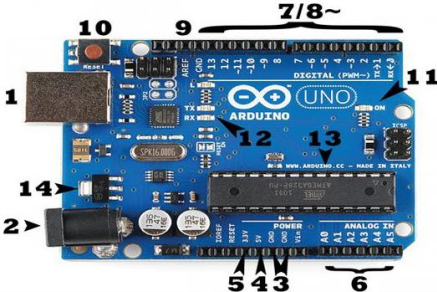 10
9
7/8~
RESET
AREF
GND
13
12
~11
~10
~9
8
7
~6
~5
4
~3
2
TX→1
RX←0
DIGITAL (PWM~)
1
11
L
TX
RX
ARDUINO
UNO
ON
ICSP
12
13
SPK16.000G
WWW.ARDUINO.CC - MADE IN ITALY
14
ATMEGA328P-PU
2
POWER
ANALOG IN
IOREF
RESET
3.3V
5V
GND
GND
Vin
A0
A1
A2
A3
A4
A5
5
4
3
6